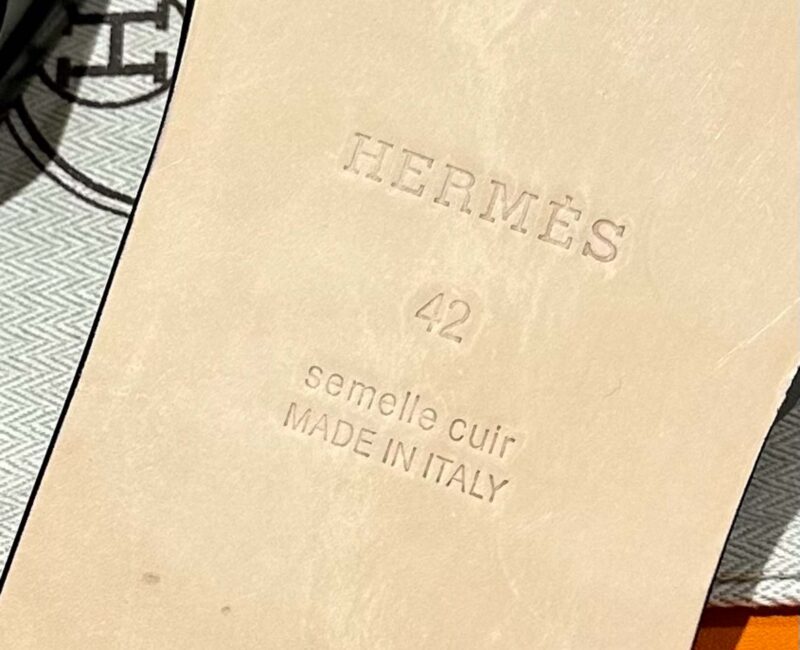 H
HERMÈS
42
semelle cuir
MADE IN ITALY